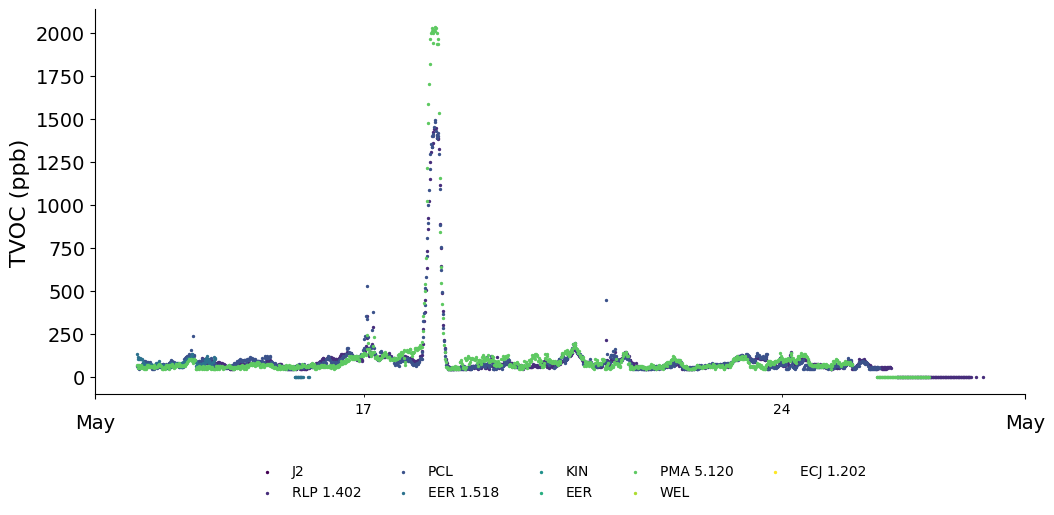 2000
1750
1500
1250
1000
750
500
250
0
TVOC (ppb)
17
24
May
May
J2
PCL
KIN
PMA 5.120
ECJ 1.202
RLP 1.402
EER 1.518
EER
WEL